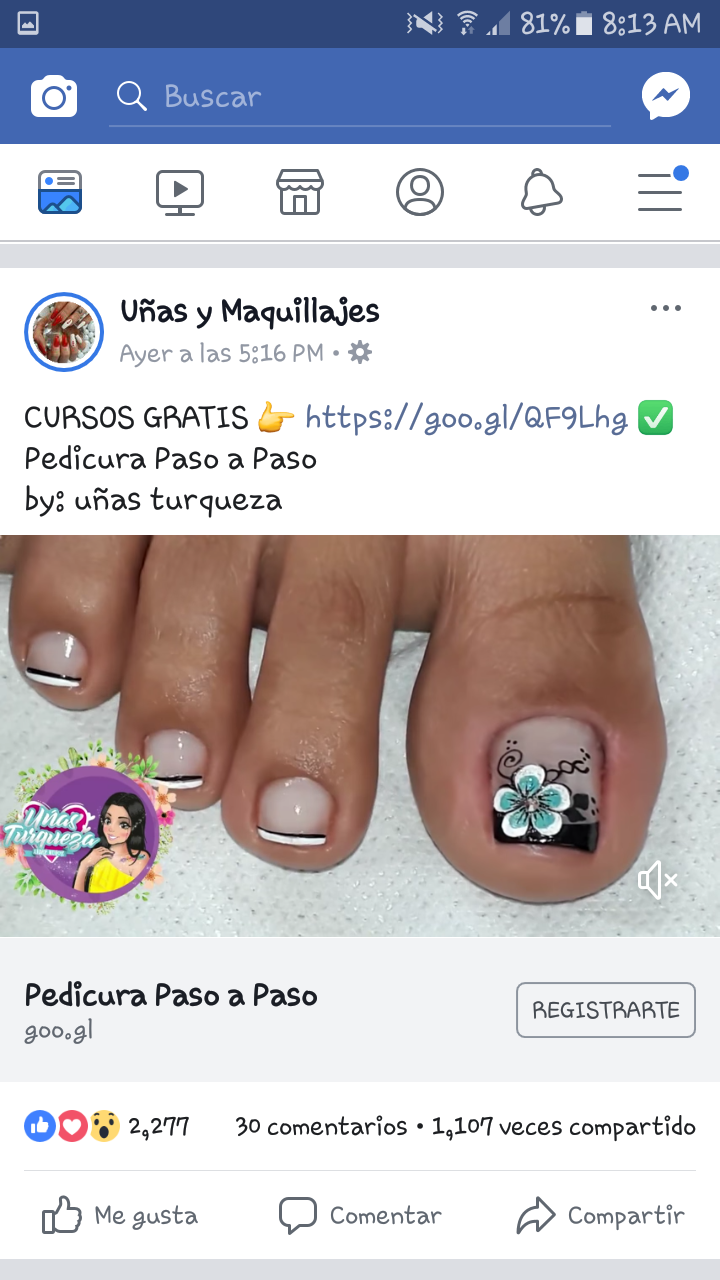 81% 8:13 AM
Buscar
Uñas y Maquillajes
Ayer a las 5:16 PM •
CURSOS GRATIS 👉 https://goo.gl/QF9Lhg ✅
Pedicura Paso a Paso
by: uñas turqueza
Uñas
Turqueza
Pedicura Paso a Paso
goo.gl
REGISTRARTE
2,277 30 comentarios • 1,107 veces compartido
Me gusta Comentar Compartir